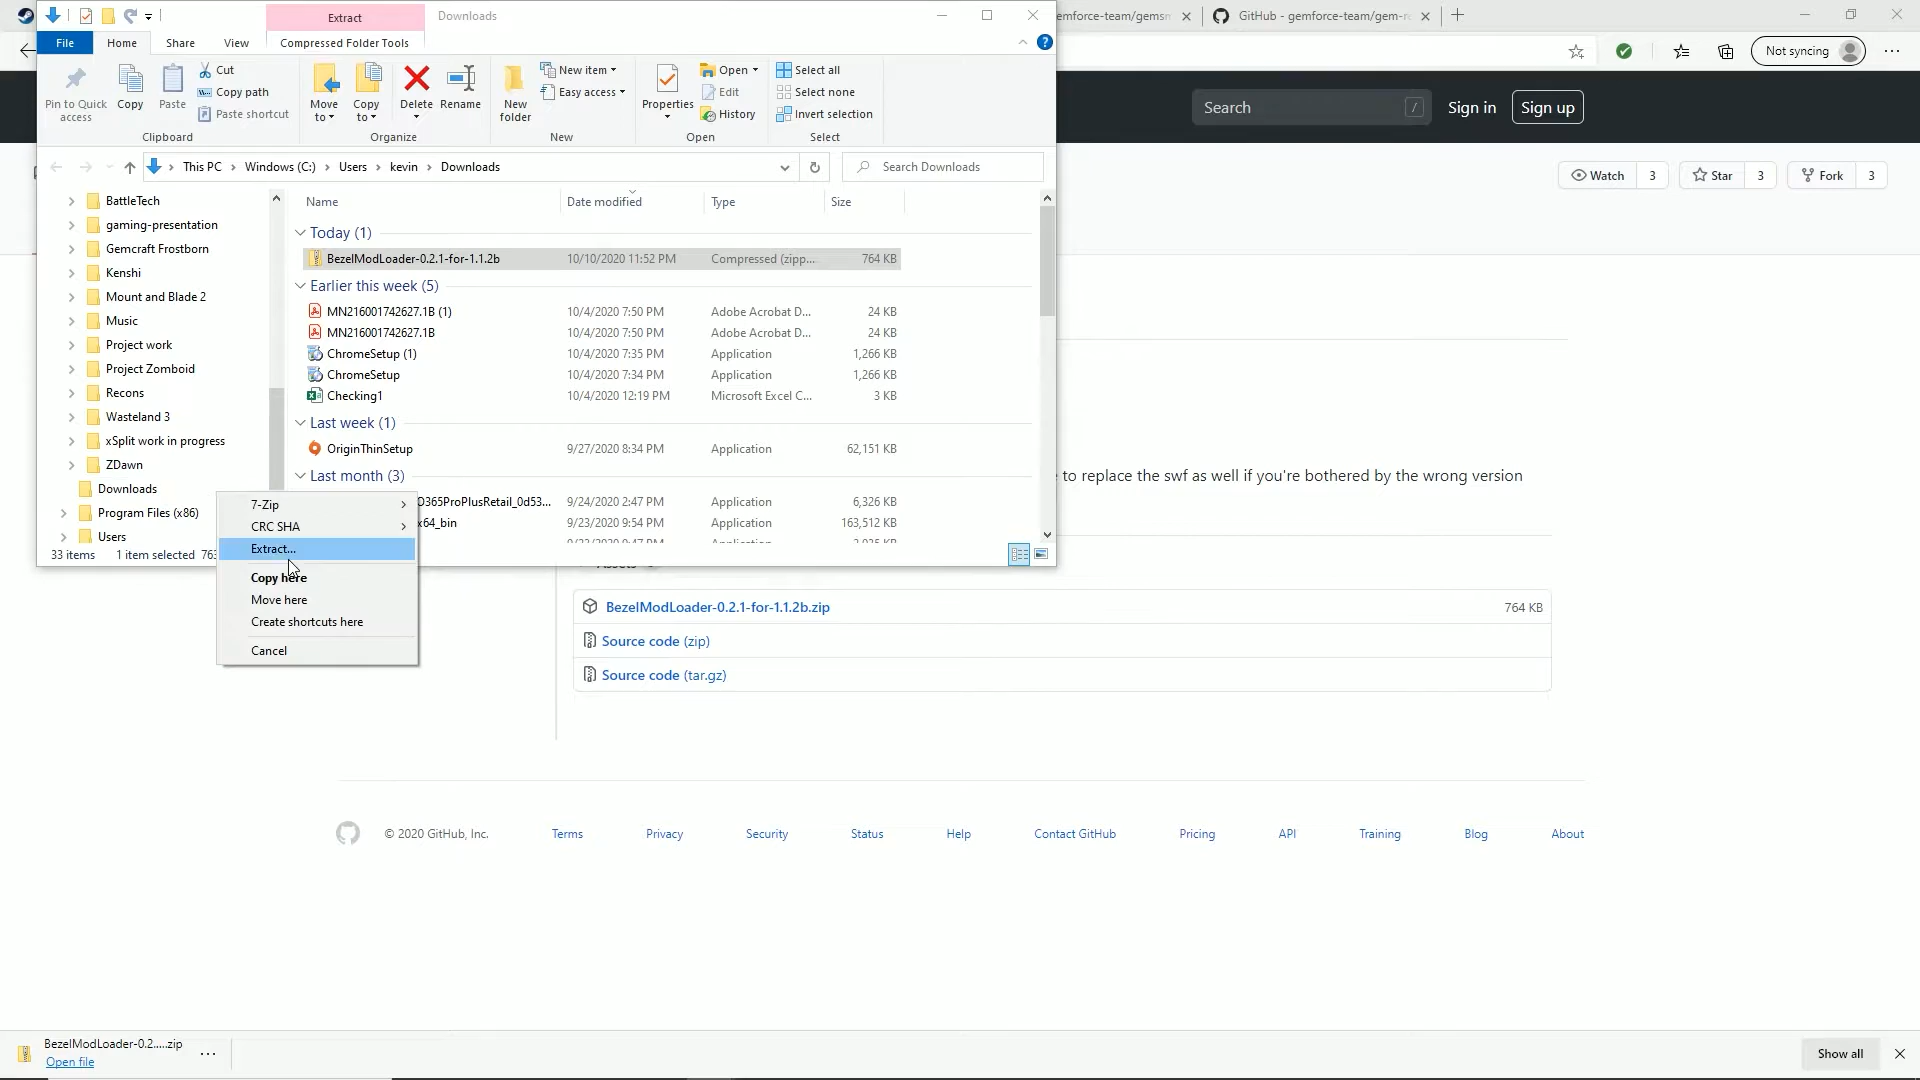 Extract
Downloads
File
Home
Share
View
Compressed Folder Tools
Pin to Quick access
Copy
Paste
Cut
Copy path
Paste shortcut
Clipboard
Move to
Copy to
Delete
Rename
Organize
New folder
New item
Easy access
New
Properties
Open
Edit
History
Open
Select all
Select none
Invert selection
Select
This PC
Windows (C:)
Users
kevin
Downloads
Search Downloads
BattleTech
gaming-presentation
Gemcraft Frostborn
Kenshi
Mount and Blade 2
Music
Project work
Project Zomboid
Recons
Wasteland 3
xSplit work in progress
ZDawn
Downloads
Program Files (x86)
Users
33 items
1 item selected
Name
Date modified
Type
Size
Today (1)
BezelModLoader-0.2.1-for-1.1.2b 10/10/2020 11:52 PM Compressed (zipp... 764 KB
Earlier this week (5)
MN216001742627.1B (1) 10/4/2020 7:50 PM Adobe Acrobat D... 24 KB
MN216001742627.1B 10/4/2020 7:50 PM Adobe Acrobat D... 24 KB
ChromeSetup (1) 10/4/2020 7:35 PM Application 1,266 KB
ChromeSetup 10/4/2020 7:34 PM Application 1,266 KB
Checking1 10/4/2020 12:19 PM Microsoft Excel C... 3 KB
Last week (1)
OriginThinSetup 9/27/2020 8:34 PM Application 62,151 KB
Last month (3)
O365ProPlusRetail_0d53... 9/24/2020 2:47 PM Application 6,326 KB
x64_bin 9/23/2020 9:54 PM Application 163,512 KB
7-Zip
CRC SHA
Extract...
Copy here
Move here
Create shortcuts here
Cancel
emforce-team/gemsm
GitHub - gemforce-team/gem-r
Not syncing
Search
/
Sign in
Sign up
Watch 3
Star 3
Fork 3
to replace the swf as well if you're bothered by the wrong version
BezelModLoader-0.2.1-for-1.1.2b.zip 764 KB
Source code (zip)
Source code (tar.gz)
© 2020 GitHub, Inc.
Terms
Privacy
Security
Status
Help
Contact GitHub
Pricing
API
Training
Blog
About
BezelModLoader-0.2.....zip
Open file
Show all